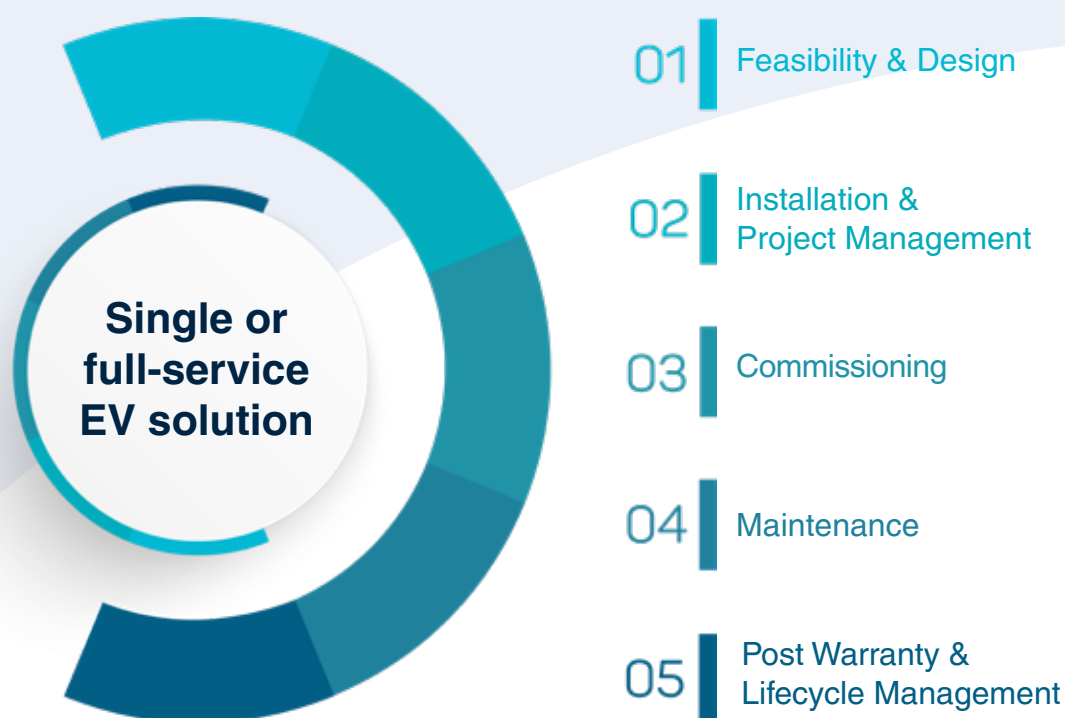 Single or
full-service
EV solution
01 Feasibility & Design
02 Installation &
Project Management
03 Commissioning
04 Maintenance
05 Post Warranty &
Lifecycle Management